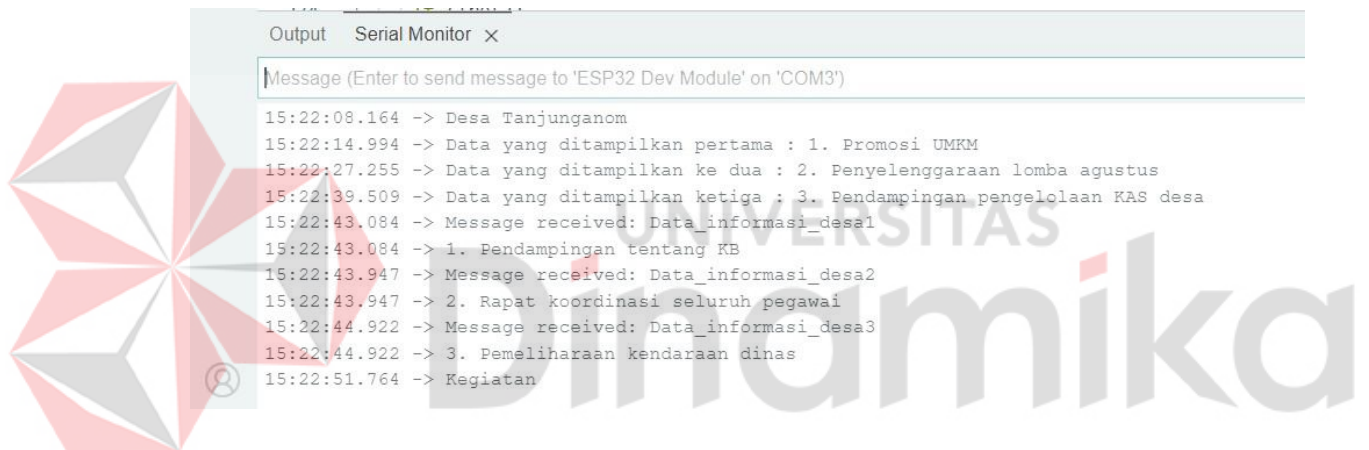 Output Serial Monitor ×
Message (Enter to send message to 'ESP32 Dev Module' on 'COM3')
15:22:08.164 -> Desa Tanjunganom
15:22:14.994 -> Data yang ditampilkan pertama : 1. Promosi UMKM
15:22:27.255 -> Data yang ditampilkan ke dua : 2. Penyelenggaraan lomba agustus
15:22:39.509 -> Data yang ditampilkan ketiga : 3. Pendampingan pengelolaan KAS desa
15:22:43.084 -> Message received: Data_informasi_desa1
15:22:43.084 -> 1. Pendampingan tentang KB
15:22:43.947 -> Message received: Data_informasi_desa2
15:22:43.947 -> 2. Rapat koordinasi seluruh pegawai
15:22:44.922 -> Message received: Data_informasi_desa3
15:22:44.922 -> 3. Pemeliharaan kendaraan dinas
15:22:51.764 -> Kegiatan
UNIVERSITAS
Dinamika